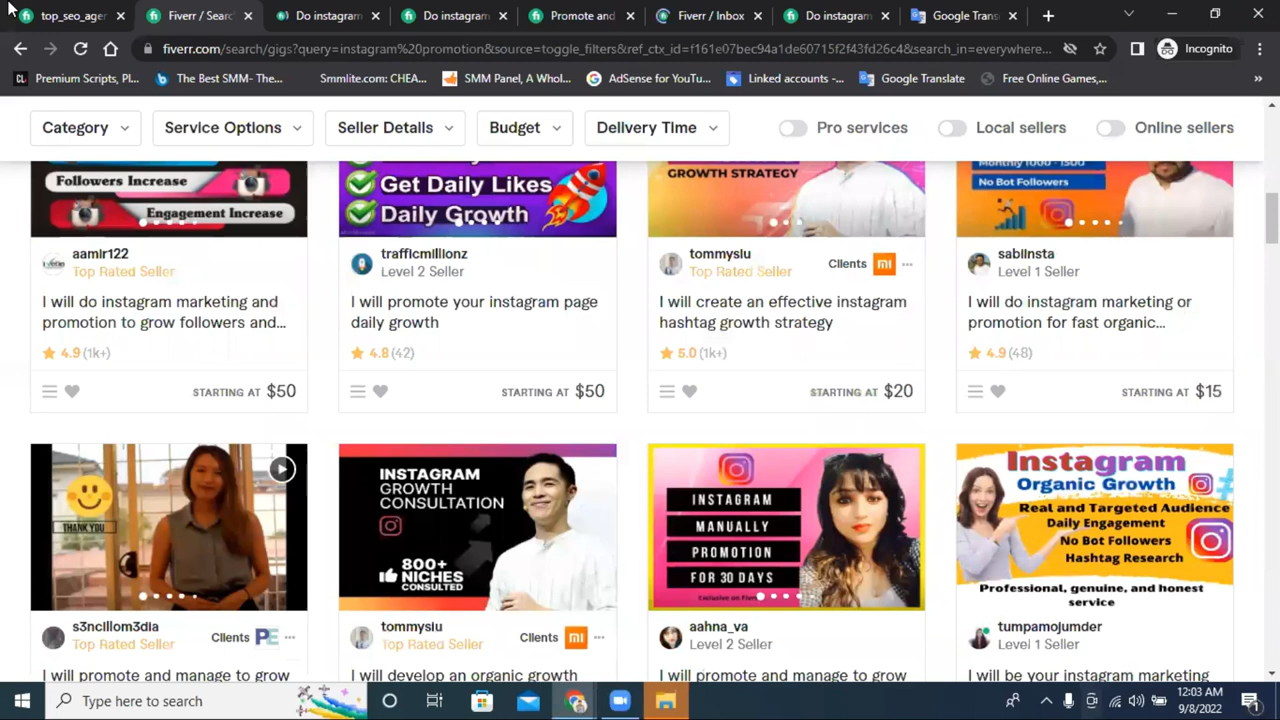 top_seo_exper
Fiverr / Sear
Do instagram
Do instagram
Promote and
Fiverr / Inbox
Do instagram
Google Trans
fiverr.com/search/gigs?query=instagram%20promotion&source=toggle_filters&ref_ctx_id=f161e07bec94a1de60715f2f43fd26c4&search_in=everywhere...
Incognito
Premium Scripts, Pl...
The Best SMM- The...
Smmlite.com: CHEA...
SMM Panel, A Whol...
AdSense for YouTu...
Linked accounts -...
Google Translate
Free Online Games,...
Category
Service Options
Seller Details
Budget
Delivery Time
Pro services
Local sellers
Online sellers
Followers Increase
Engagement Increase
Get Daily Likes
Daily Growth
GROWTH STRATEGY
Monthly 1000 - 1500
No Bot Followers
aamir122
Top Rated Seller
trafficmillionz
Level 2 Seller
tommysiu
Top Rated Seller
Clients
sabiinsta
Level 1 Seller
I will do instagram marketing and
promotion to grow followers and...
I will promote your instagram page
daily growth
I will create an effective instagram
hashtag growth strategy
I will do instagram marketing or
promotion for fast organic...
4.9 (1k+)
4.8 (42)
5.0 (1k+)
4.9 (48)
STARTING AT $50
STARTING AT $50
STARTING AT $20
STARTING AT $15
THANK YOU
INSTAGRAM
GROWTH
CONSULTATION
800+
NICHES
CONSULTED
INSTAGRAM
MANUALLY
PROMOTION
FOR 30 DAYS
Exclusive on Fiverr
Instagram
Organic Growth
#
Real and Targeted Audience
Daily Engagement
No Bot Followers
Hashtag Research
Professional, genuine, and honest
service
s3ncillom3dia
Top Rated Seller
Clients PE
tommysiu
Top Rated Seller
Clients
aahna_va
Level 2 Seller
tumpamojumder
Level 1 Seller
I will promote and manage to grow
I will develop an organic growth
I will promote and manage to grow
I will be your instagram marketing
Type here to search
12:03 AM
9/8/2022